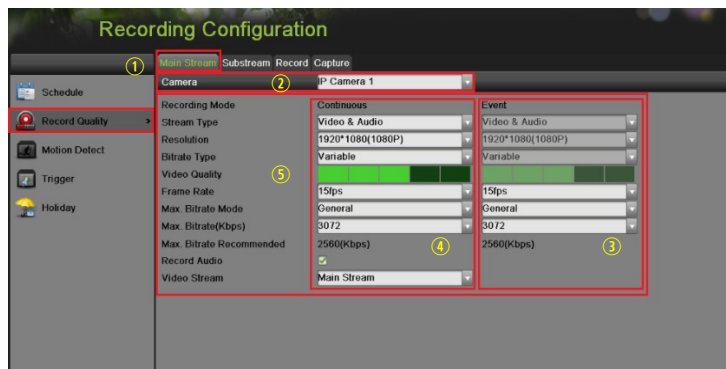 Recording Configuration
① Main Stream Substream Record Capture
Camera ② IP Camera 1
Schedule
Record Quality
Motion Detect
Trigger
Holiday
Recording Mode Continuous Event
Stream Type Video & Audio Video & Audio
Resolution 1920*1080(1080P) 1920*1080(1080P)
Bitrate Type Variable Variable
Video Quality ⑤
Frame Rate 15fps 15fps
Max. Bitrate Mode General General
Max. Bitrate(Kbps) 3072 3072
Max. Bitrate Recommended 2560(Kbps) ④ 2560(Kbps) ③
Record Audio
Video Stream Main Stream